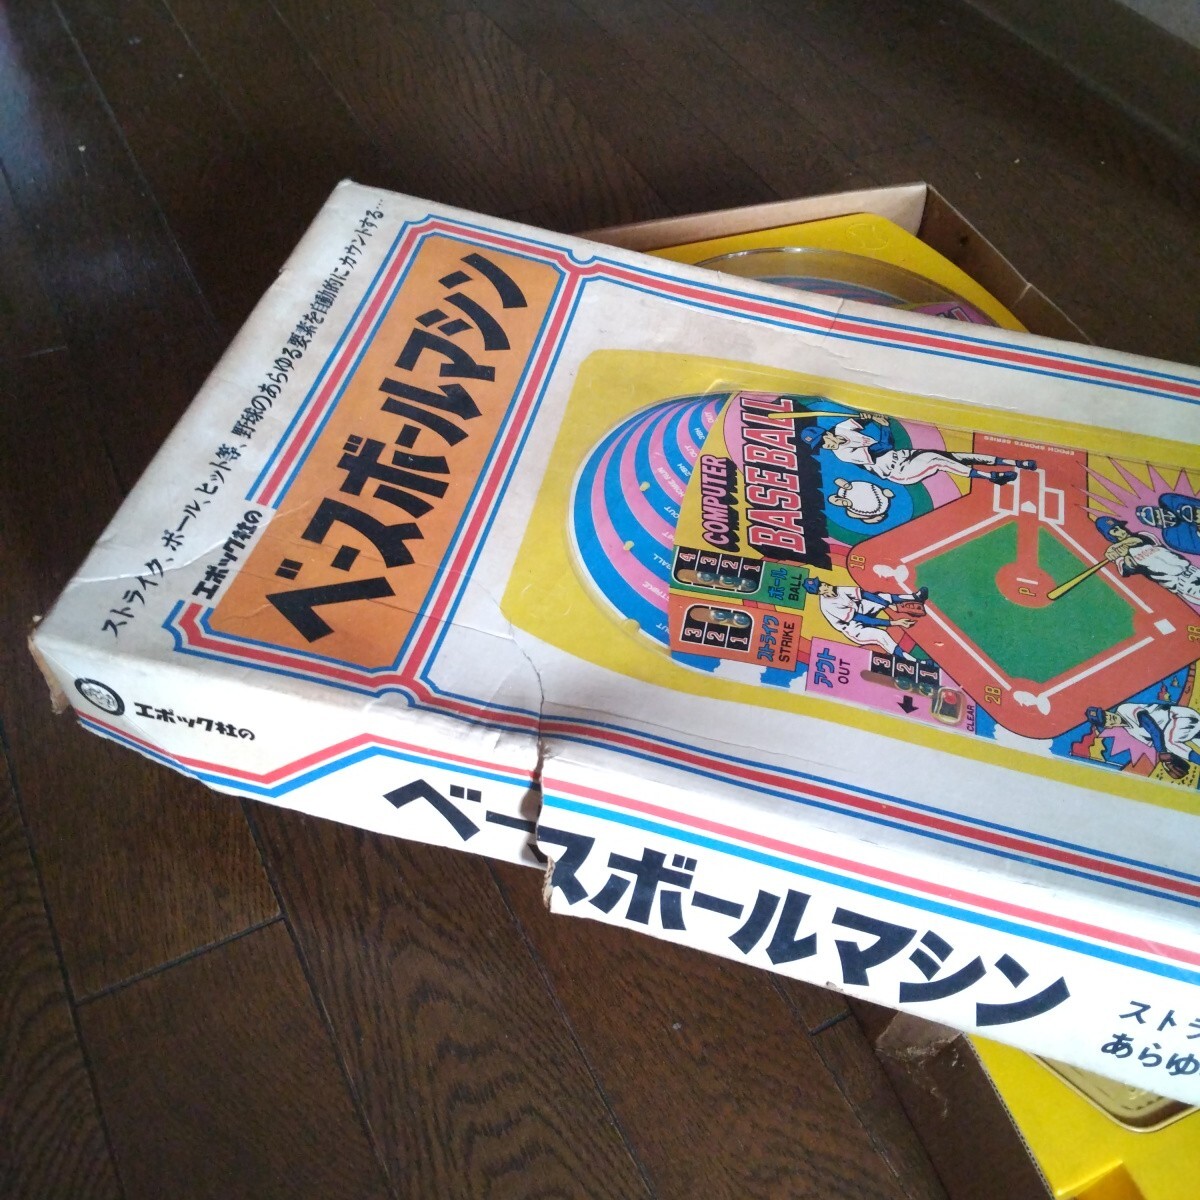 ストライク、ボール、ヒット等、野球のあらゆる要素を自動的にカウントする…
エポック社の
ベースボールマシン
COMPUTER
BASEBALL
EPOCH SPORTS SERIES
4 3 2 1
ボール
BALL
3 2 1
ストライク
STRIKE
アウト
OUT
3 2 1
CLEAR
1B
2B
3B
P
エポック社の
ベースボールマシン
ストラ
あらゆ